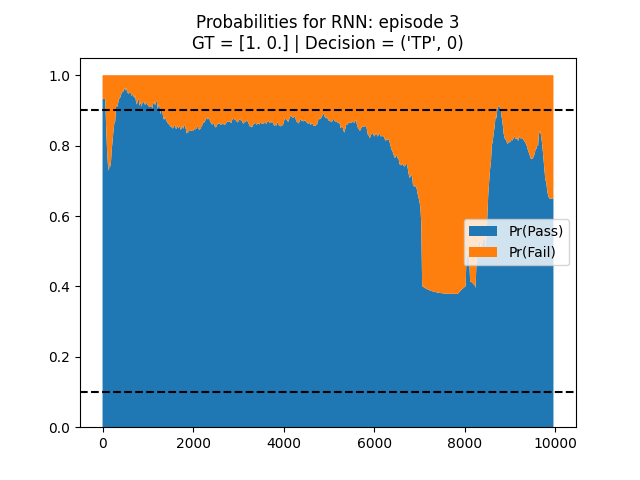 Probabilities for RNN: episode 3
GT = [1. 0.] | Decision = ('TP', 0)
1.0
0.8
0.6
0.4
0.2
0.0
Pr(Pass)
Pr(Fail)
0 2000 4000 6000 8000 10000